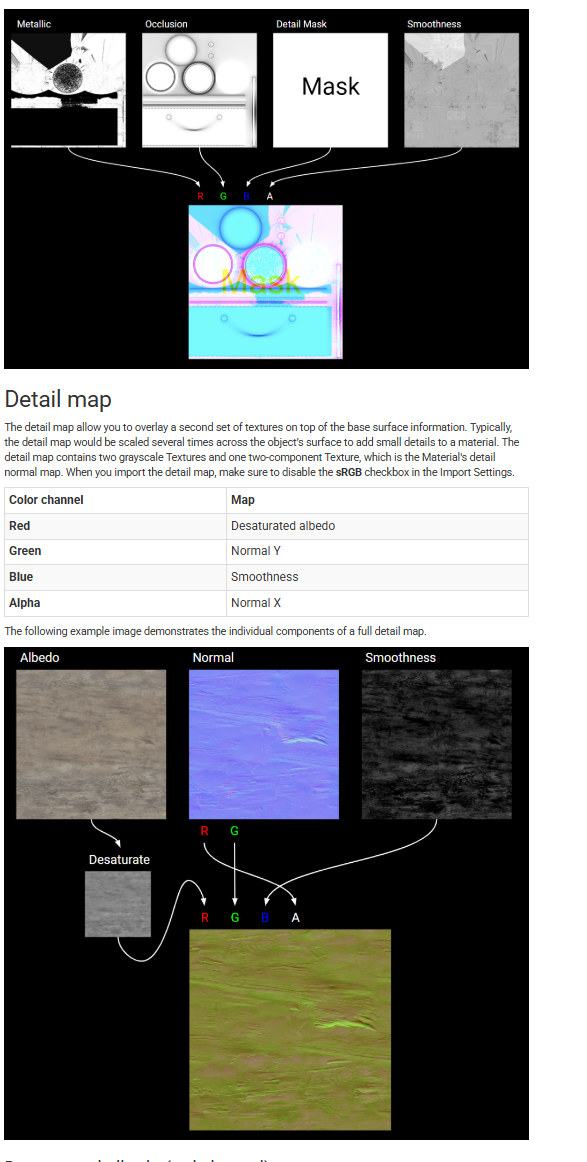 Metallic
Occlusion
Detail Mask
Smoothness
Mask
R G B A
Mask
Detail map
The detail map allow you to overlay a second set of textures on top of the base surface information. Typically,
the detail map would be scaled several times across the object's surface to add small details to a material. The
detail map contains two grayscale Textures and one two-component Texture, which is the Material's detail
normal map. When you import the detail map, make sure to disable the sRGB checkbox in the Import Settings.
Color channel Map
Red Desaturated albedo
Green Normal Y
Blue Smoothness
Alpha Normal X
The following example image demonstrates the individual components of a full detail map.
Albedo
Normal
Smoothness
R G
Desaturate
R G B A